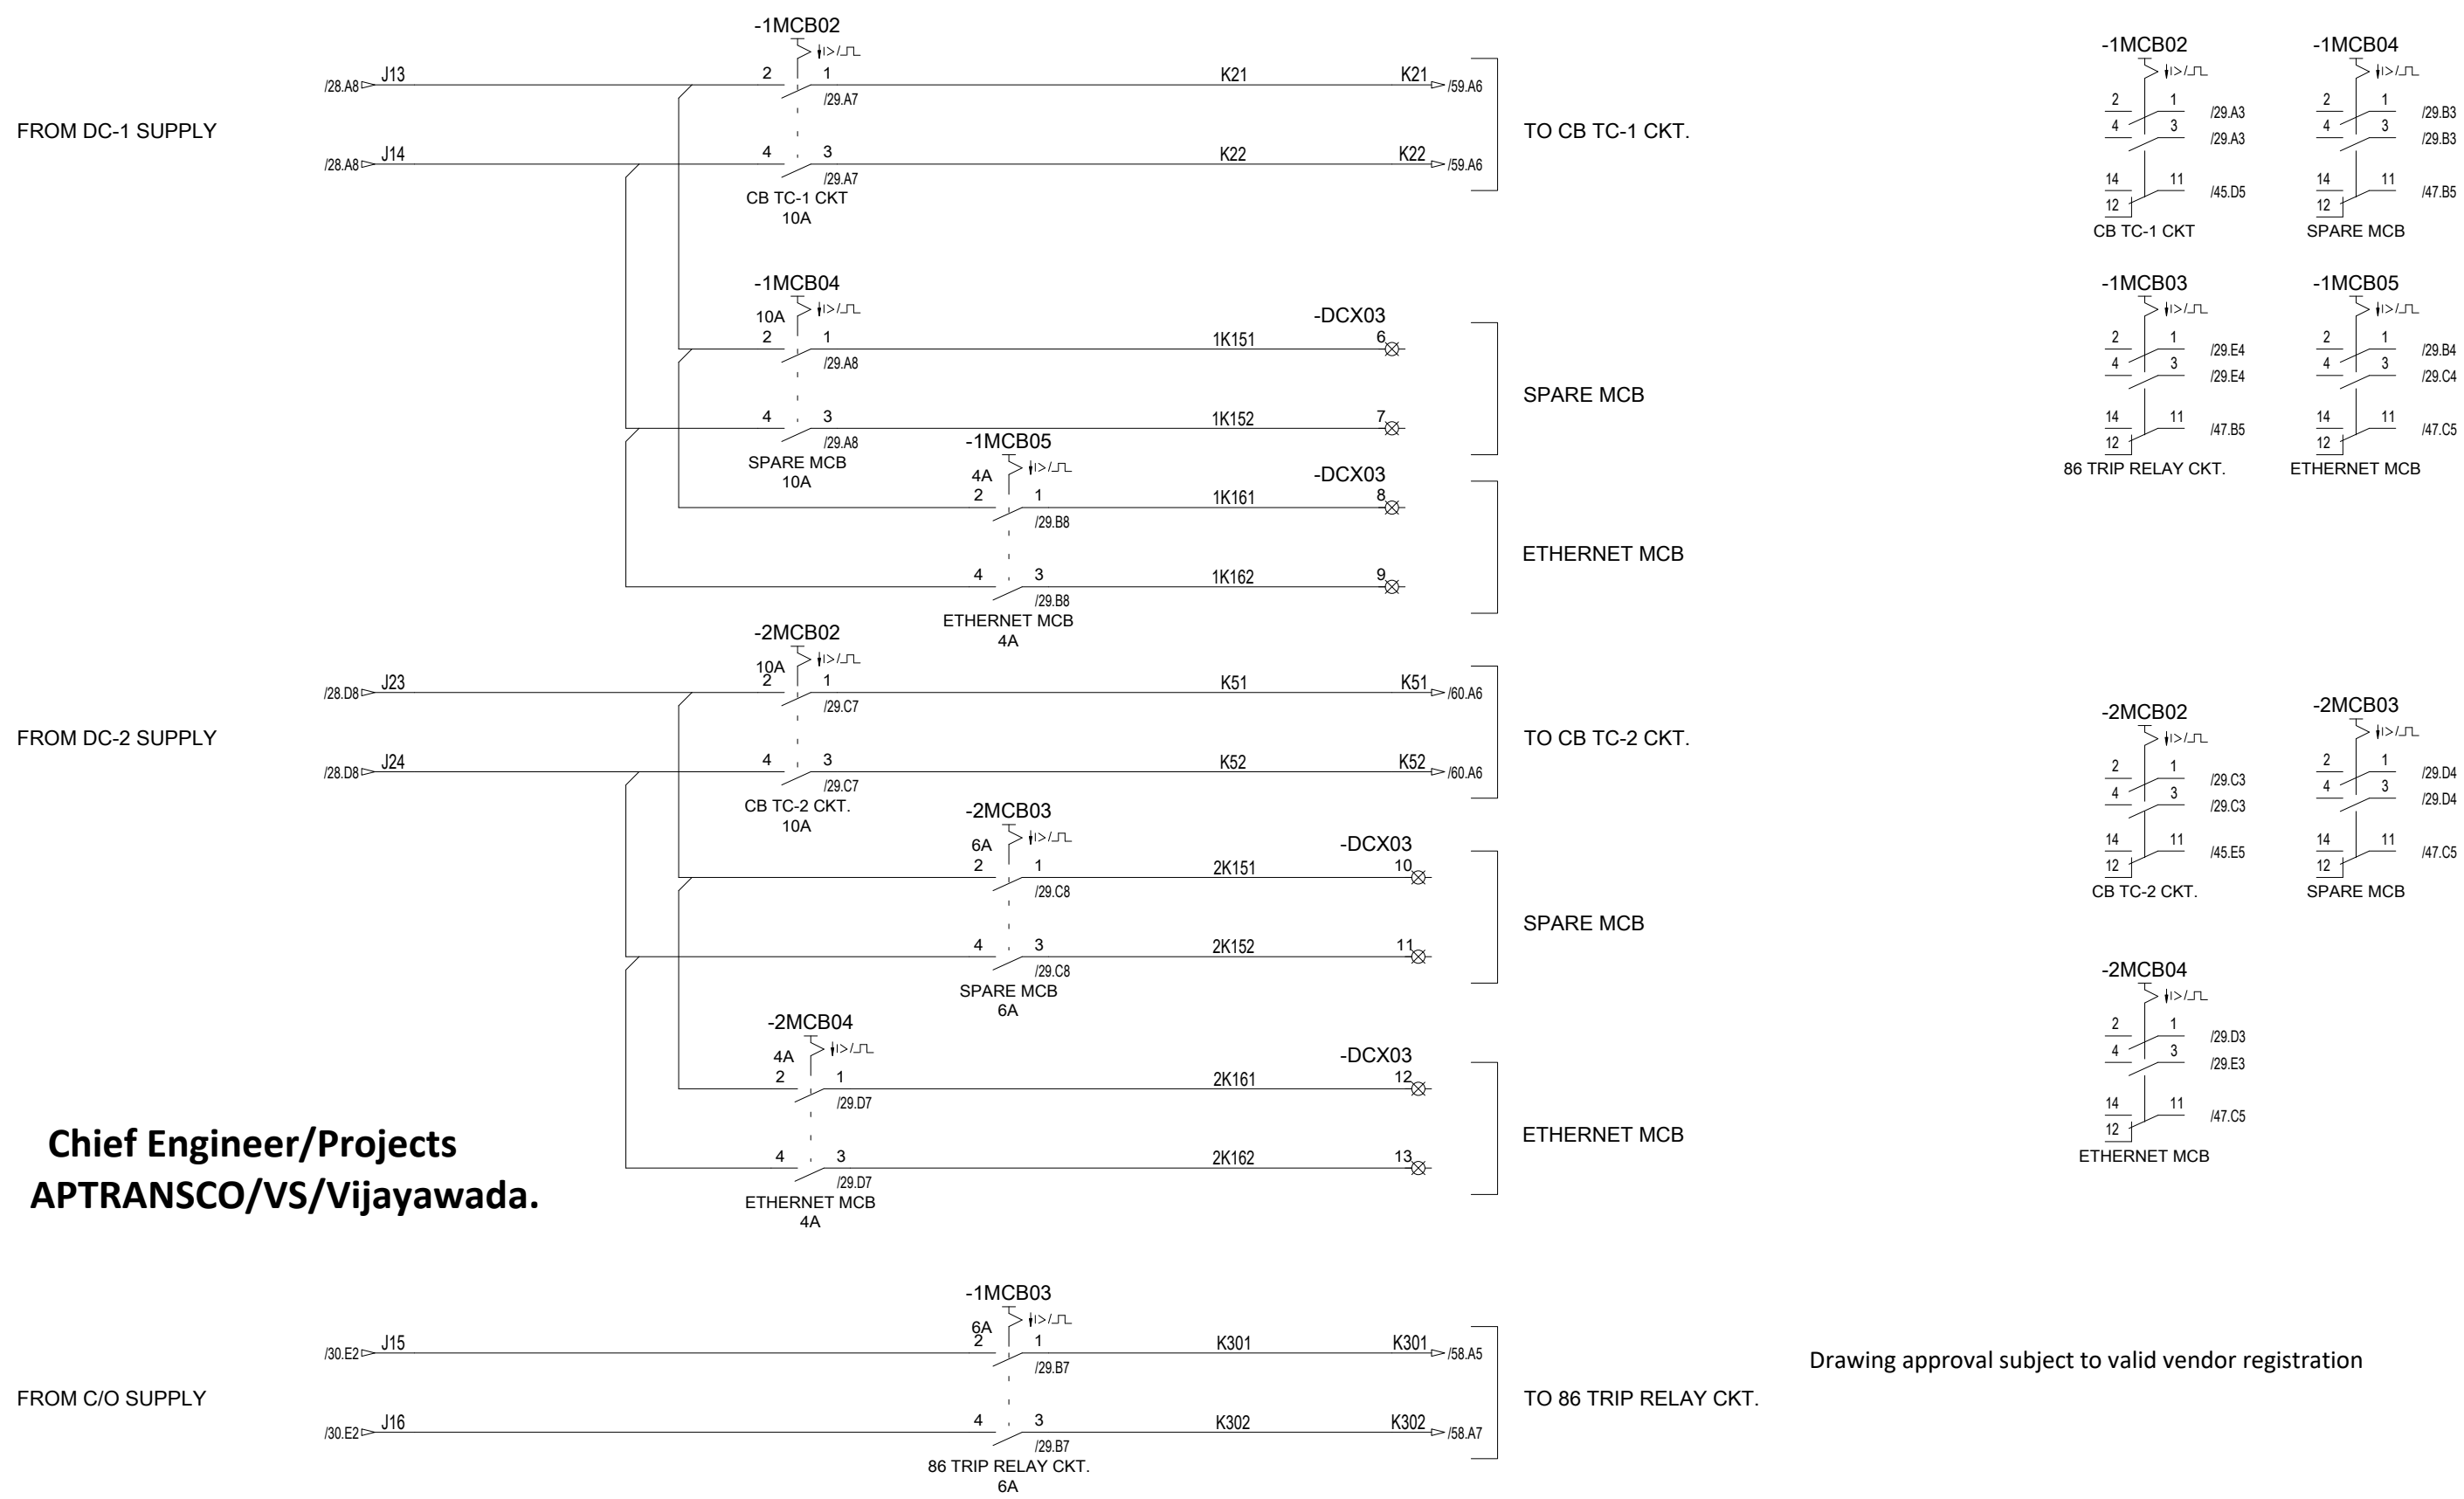 -1MCB02
|>/
/28.A8 J13 2 1 K21 K21 /59.A6
/29.A7
FROM DC-1 SUPPLY TO CB TC-1 CKT.
/28.A8 J14 4 3 K22 K22 /59.A6
/29.A7
CB TC-1 CKT
10A
-1MCB04
|>/
10A
2 1 1K151 -DCX03 6
/29.A8
SPARE MCB
4 3 1K152 7
/29.A8
SPARE MCB
10A
-1MCB05
|>/
4A
2 1 1K161 -DCX03 8
/29.B8
ETHERNET MCB
4 3 1K162 9
/29.B8
ETHERNET MCB
4A
-2MCB02
|>/
10A
/28.D8 J23 2 1 K51 K51 /60.A6
/29.C7
FROM DC-2 SUPPLY TO CB TC-2 CKT.
/28.D8 J24 4 3 K52 K52 /60.A6
/29.C7
CB TC-2 CKT.
10A
-2MCB03
|>/
6A
2 1 2K151 -DCX03 10
/29.C8
SPARE MCB
4 3 2K152 11
/29.C8
SPARE MCB
6A
-2MCB04
|>/
4A
2 1 2K161 -DCX03 12
/29.D7
ETHERNET MCB
4 3 2K162 13
/29.D7
ETHERNET MCB
4A
Chief Engineer/Projects
APTRANSCO/VS/Vijayawada.
-1MCB03
|>/
6A
/30.E2 J15 2 1 K301 K301 /58.A5
/29.B7
FROM C/O SUPPLY TO 86 TRIP RELAY CKT.
/30.E2 J16 4 3 K302 K302 /58.A7
/29.B7
86 TRIP RELAY CKT.
6A
-1MCB02
|>/
2 1 /29.A3
4 3 /29.A3
14 11 /45.D5
12
CB TC-1 CKT
-1MCB04
|>/
2 1 /29.B3
4 3 /29.B3
14 11 /47.B5
12
SPARE MCB
-1MCB03
|>/
2 1 /29.E4
4 3 /29.E4
14 11 /47.B5
12
86 TRIP RELAY CKT.
-1MCB05
|>/
2 1 /29.B4
4 3 /29.C4
14 11 /47.C5
12
ETHERNET MCB
-2MCB02
|>/
2 1 /29.C3
4 3 /29.C3
14 11 /45.E5
12
CB TC-2 CKT.
-2MCB03
|>/
2 1 /29.D4
4 3 /29.D4
14 11 /47.C5
12
SPARE MCB
-2MCB04
|>/
2 1 /29.D3
4 3 /29.E3
14 11 /47.C5
12
ETHERNET MCB
Drawing approval subject to valid vendor registration